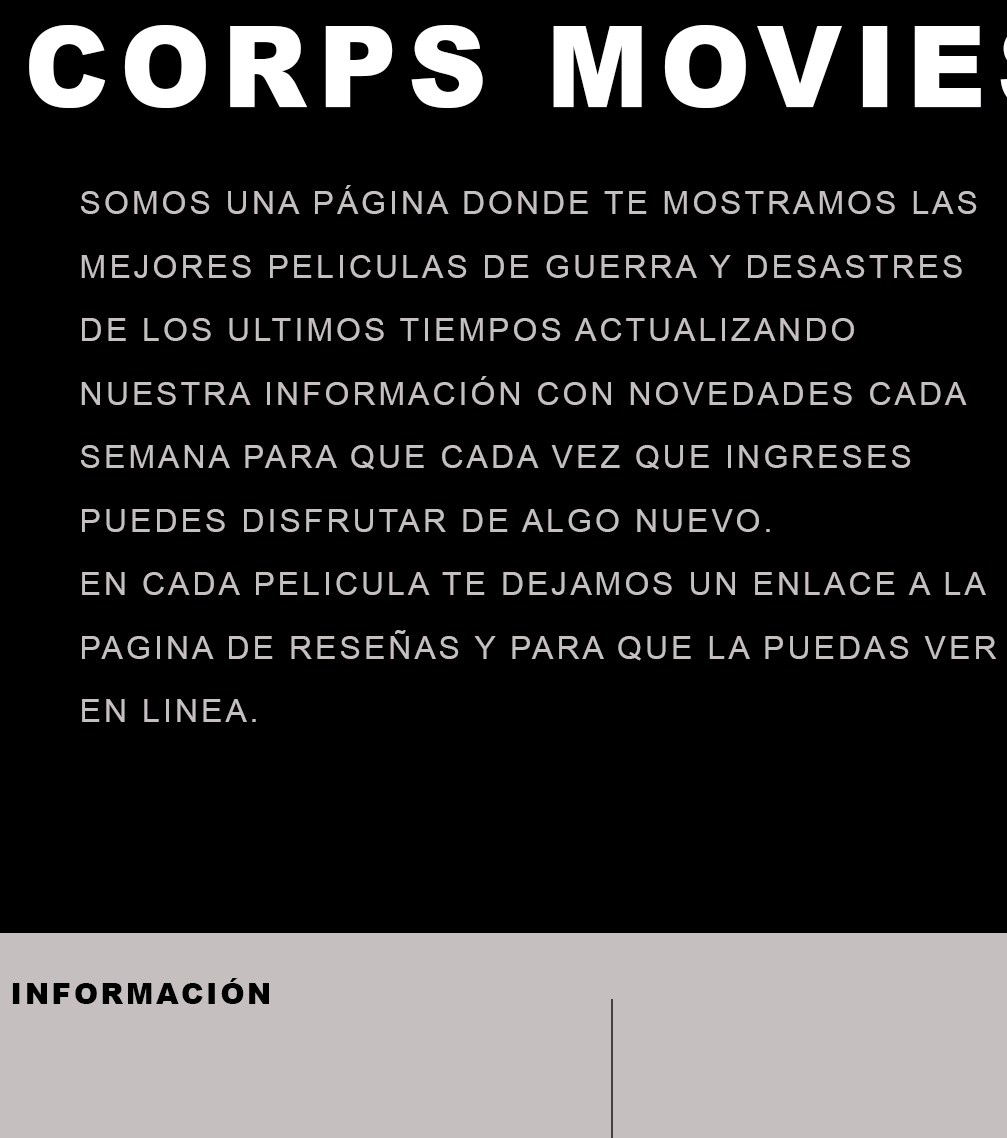 CORPS MOVIES
SOMOS UNA PÁGINA DONDE TE MOSTRAMOS LAS
MEJORES PELICULAS DE GUERRA Y DESASTRES
DE LOS ULTIMOS TIEMPOS ACTUALIZANDO
NUESTRA INFORMACIÓN CON NOVEDADES CADA
SEMANA PARA QUE CADA VEZ QUE INGRESES
PUEDES DISFRUTAR DE ALGO NUEVO.
EN CADA PELICULA TE DEJAMOS UN ENLACE A LA
PAGINA DE RESEÑAS Y PARA QUE LA PUEDAS VER
EN LINEA.
INFORMACIÓN